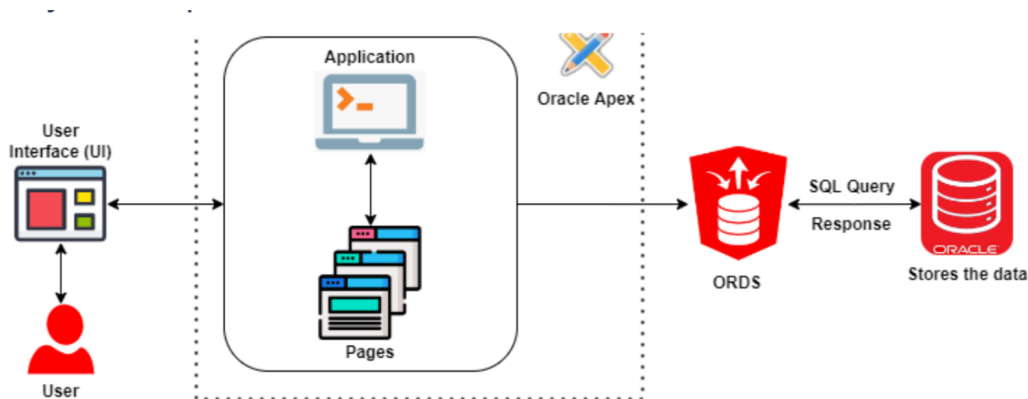 Application
Oracle Apex
User
Interface (UI)
SQL Query
Response
ORACLE
ORDS
Stores the data
Pages
User